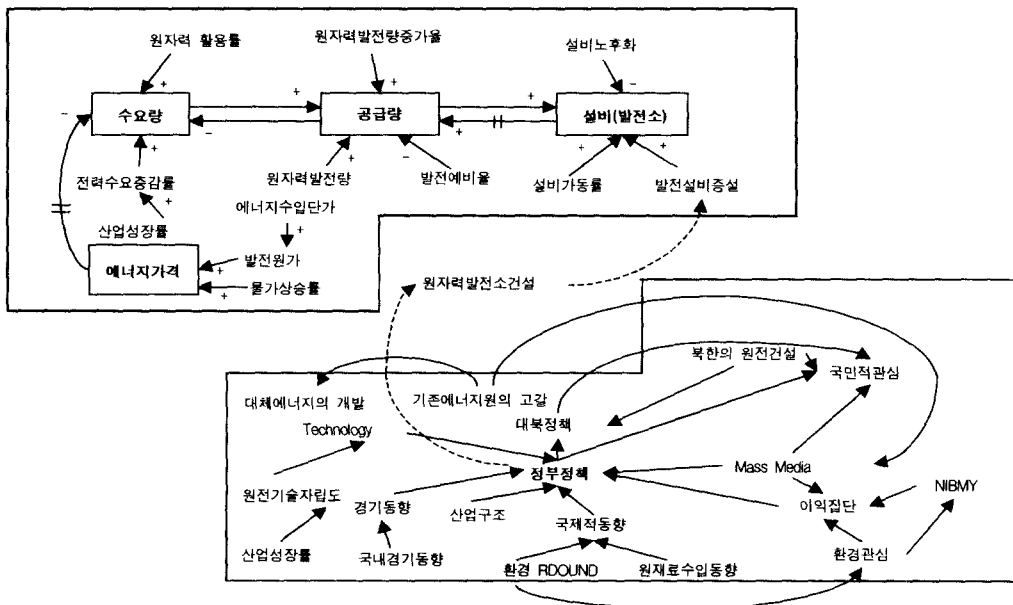 원자력 활용률
원자력발전량증가율
설비노후화
+
+
-
-
수요량
+
공급량
+
설비(발전소)
-
+
+
+
-
+
+
전력수요증감률
원자력발전량
발전예비율
설비가동률
발전설비증설
+
에너지수입단가
산업성장률
+
에너지가격
+
발전원가
+
물가상승률
원자력발전소건설
북한의 원전건설
국민적관심
대체에너지의 개발
기존에너지원의 고갈
대북정책
Technology
정부정책
Mass Media
NIBMY
원전기술자립도
경기동향
산업구조
국제적동향
이익집단
산업성장률
국내경기동향
환경 RDOUND
원재료수입동향
환경관심